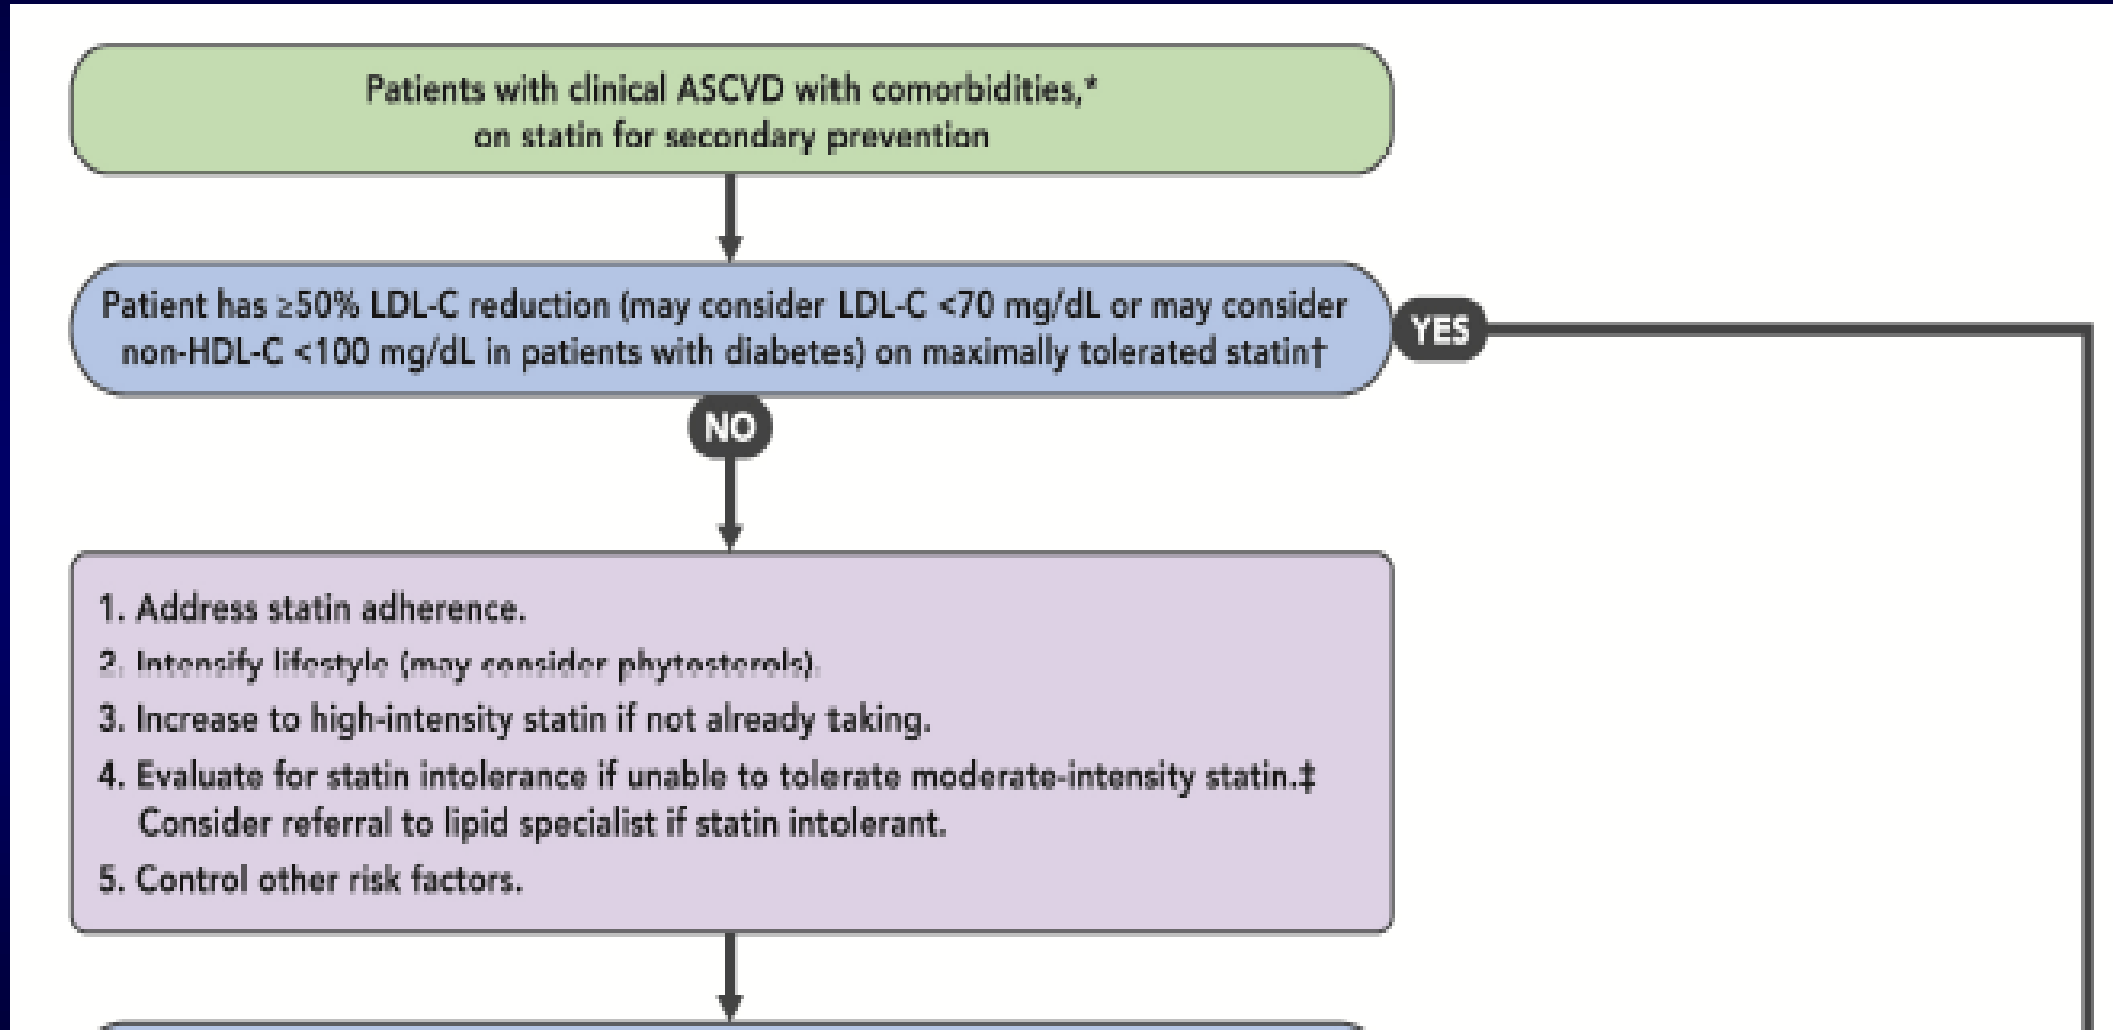 Patients with clinical ASCVD with comorbidities,*
on statin for secondary prevention
Patient has ≥50% LDL-C reduction (may consider LDL-C <70 mg/dL or may consider
non-HDL-C <100 mg/dL in patients with diabetes) on maximally tolerated statin†
YES
NO
1. Address statin adherence.
2. Intensify lifestyle (may consider phytosterols).
3. Increase to high-intensity statin if not already taking.
4. Evaluate for statin intolerance if unable to tolerate moderate-intensity statin.‡
Consider referral to lipid specialist if statin intolerant.
5. Control other risk factors.